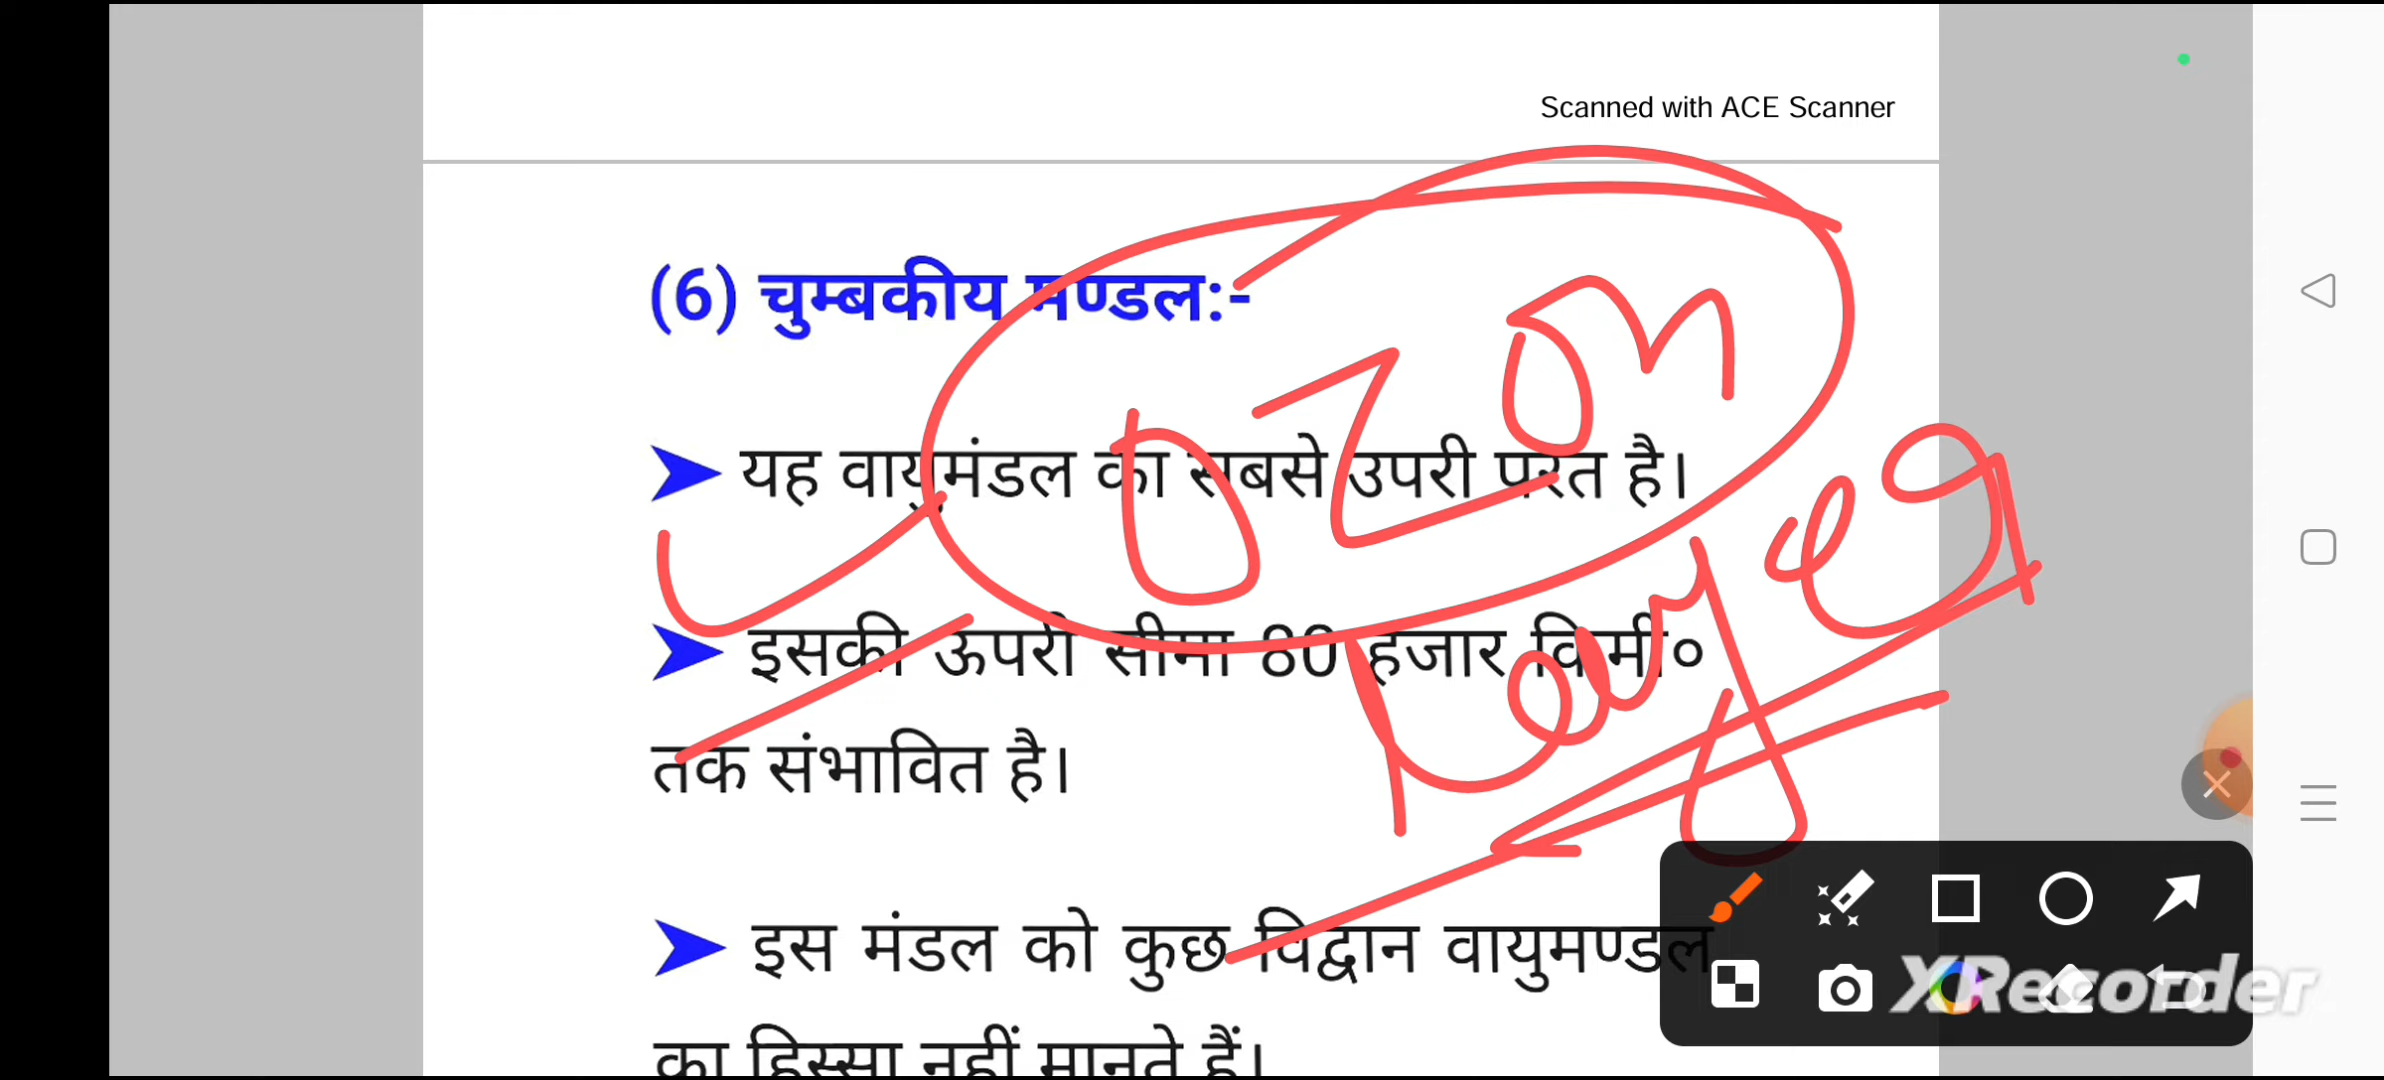 Scanned with ACE Scanner
(6) चुम्बकीय मण्डल:-
➤ यह वायुमंडल का सबसे उपरी परत है।
➤ इसकी ऊपरी सीमा 80 हजार किमी०
तक संभावित है।
➤ इस मंडल को कुछ विद्वान वायुमण्डल
का हिस्सा नहीं मानते हैं।
ozon
XRecorder